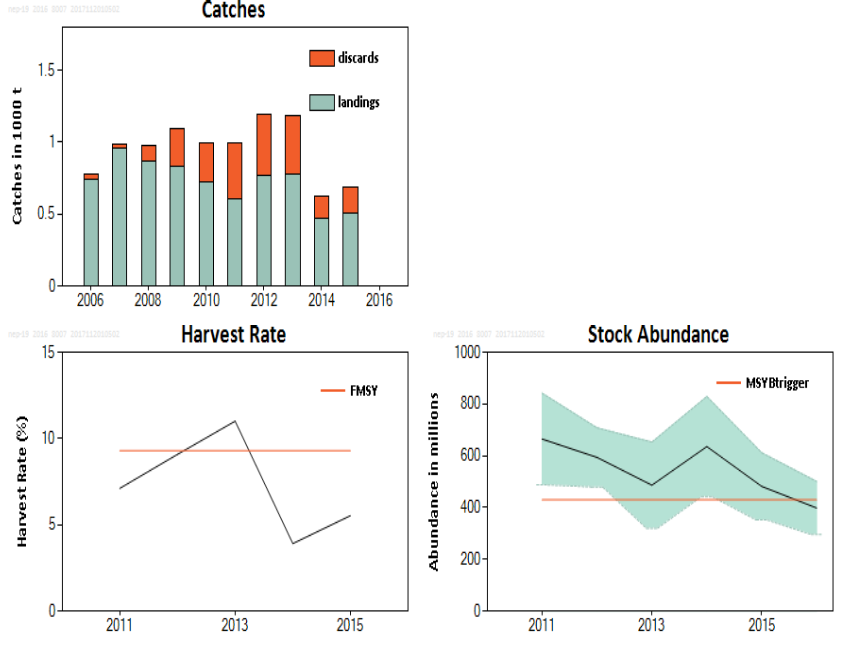 Catches
1.5
1
0.5
0
Catches in 1000 t
discards
landings
2006 2008 2010 2012 2014 2016
Harvest Rate
15
10
5
0
Harvest Rate (%)
FMSY
2011 2013 2015
Stock Abundance
1000
800
600
400
200
0
Abundance in millions
MSYBtrigger
2011 2013 2015